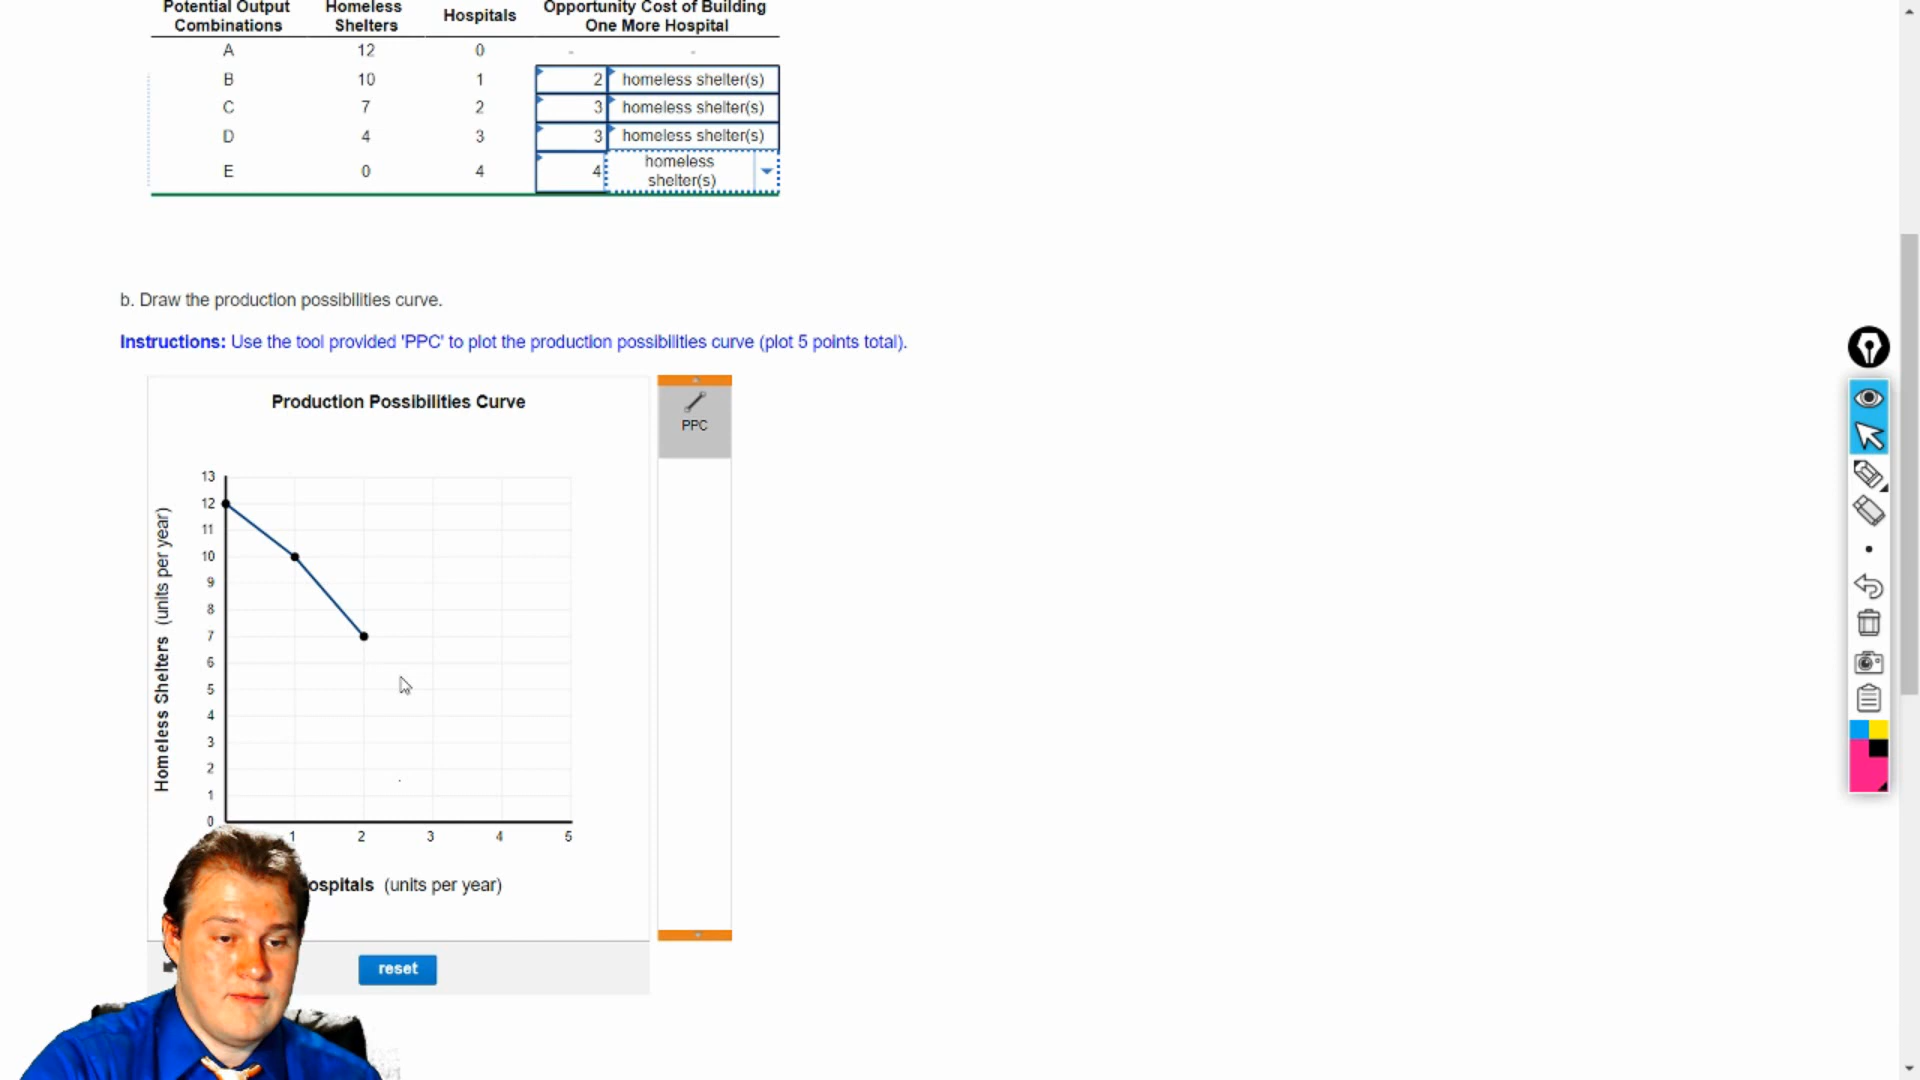 Potential Output Combinations Homeless Shelters Hospitals Opportunity Cost of Building One More Hospital
A 12 0 - -
B 10 1 2 homeless shelter(s)
C 7 2 3 homeless shelter(s)
D 4 3 3 homeless shelter(s)
E 0 4 4 homeless shelter(s)
b. Draw the production possibilities curve.
Instructions: Use the tool provided 'PPC' to plot the production possibilities curve (plot 5 points total).
Production Possibilities Curve
PPC
Homeless Shelters (units per year)
13
12
11
10
9
8
7
6
5
4
3
2
1
0
1 2 3 4 5
ospitals (units per year)
reset